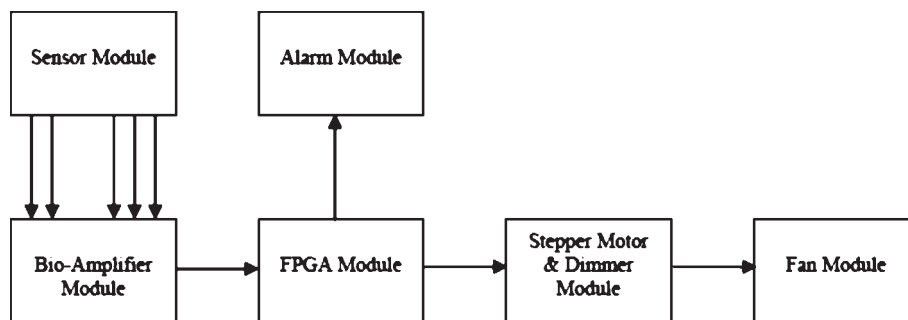 Sensor Module
Alarm Module
Bio-Amplifier
Module
FPGA Module
Stepper Motor
& Dimmer
Module
Fan Module